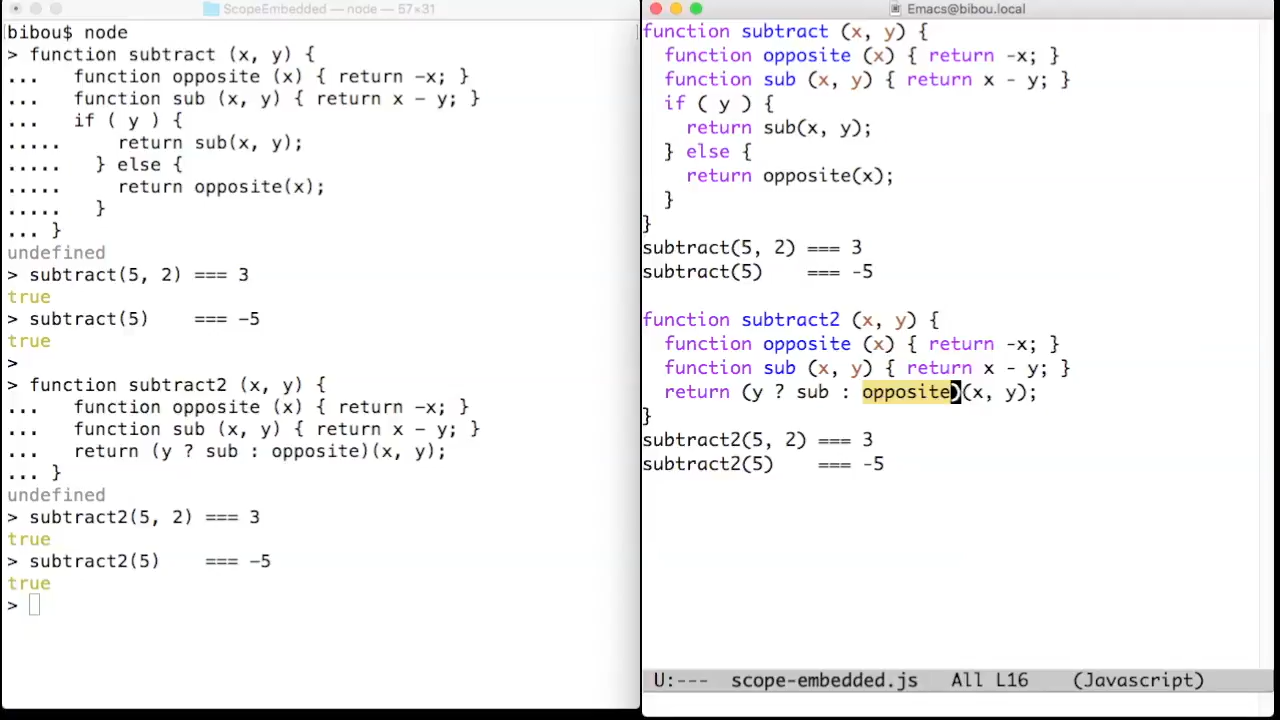 ScopeEmbedded — node — 57×31
bibou$ node
> function subtract (x, y) {
...   function opposite (x) { return -x; }
...   function sub (x, y) { return x - y; }
...   if ( y ) {
.....     return sub(x, y);
.....   } else {
.....     return opposite(x);
.....   }
... }
undefined
> subtract(5, 2) === 3
true
> subtract(5)    === -5
true
>
> function subtract2 (x, y) {
...   function opposite (x) { return -x; }
...   function sub (x, y) { return x - y; }
...   return (y ? sub : opposite)(x, y);
... }
undefined
> subtract2(5, 2) === 3
true
> subtract2(5)    === -5
true
>
Emacs@bibou.local
function subtract (x, y) {
  function opposite (x) { return -x; }
  function sub (x, y) { return x - y; }
  if ( y ) {
    return sub(x, y);
  } else {
    return opposite(x);
  }
}
subtract(5, 2) === 3
subtract(5)    === -5
function subtract2 (x, y) {
  function opposite (x) { return -x; }
  function sub (x, y) { return x - y; }
  return (y ? sub : opposite)(x, y);
}
subtract2(5, 2) === 3
subtract2(5)    === -5
U:---  scope-embedded.js   All L16    (Javascript)